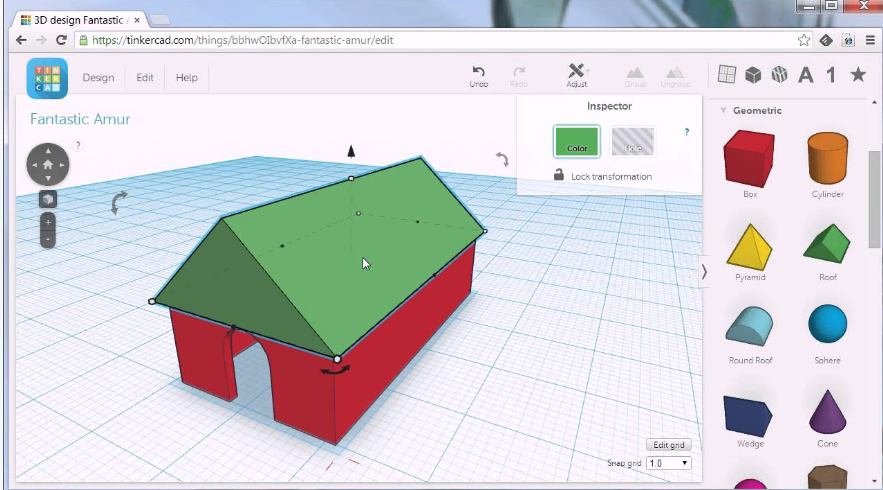 3D design Fantastic A
https://tinkercad.com/things/bbhwOIbvfXa-fantastic-amur/edit
TIN
KER
CAD
Design Edit Help
Undo Redo Adjust Group Ungroup
A 1
Fantastic Amur
?
Inspector
Color Hole ?
Lock transformation
Geometric
Box Cylinder
Pyramid Roof
Round Roof Sphere
Wedge Cone
+
-
Edit grid
Snap grid 1.0